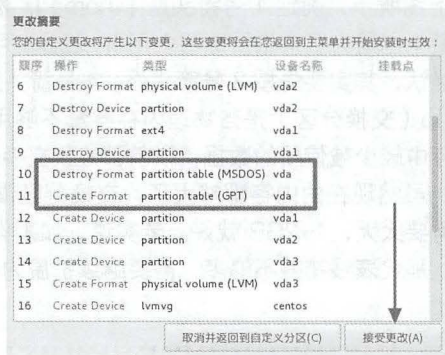 更改摘要
您的自定义更改将产生以下变更，这些变更将会在您返回到主菜单并开始安装时生效：
顺序 操作 类型 设备名称 挂载点
6 Destroy Format physical volume (LVM) vda2
7 Destroy Device partition vda2
8 Destroy Format ext4 vda1
9 Destroy Device partition vda1
10 Destroy Format partition table (MSDOS) vda
11 Create Format partition table (GPT) vda
12 Create Device partition vda1
13 Create Device partition vda2
14 Create Device partition vda3
15 Create Format physical volume (LVM) vda3
16 Create Device lvmvg centos
取消并返回到自定义分区(C) 接受更改(A)